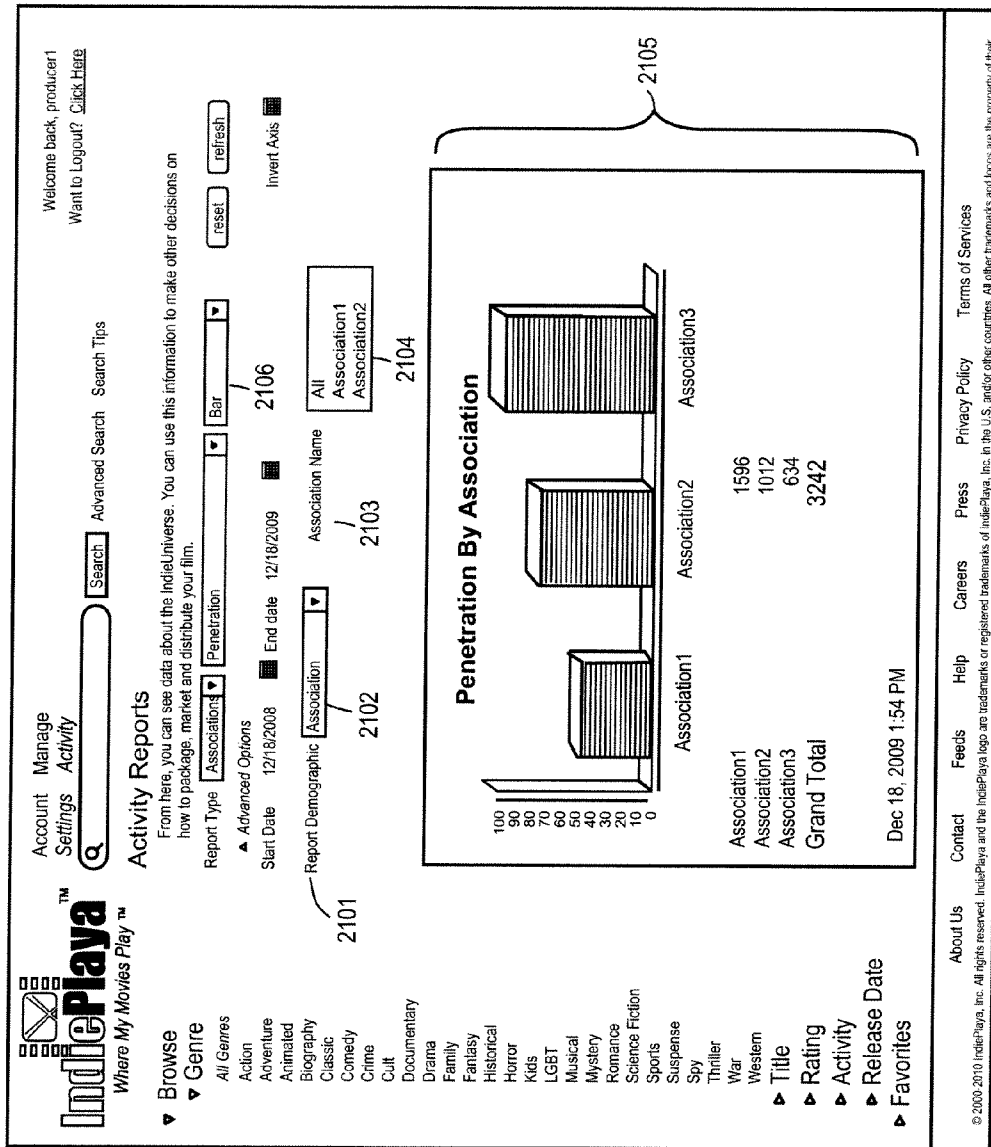 IndiePlaya™
Where My Movies Play ™
Account Manage
Settings Activity
Search Advanced Search Search Tips
Welcome back, producer1
Want to Logout? Click Here
Browse
Genre
All Genres
Action
Adventure
Animated
Biography
Classic
Comedy
Crime
Cult
Documentary
Drama
Family
Fantasy
Historical
Horror
Kids
LGBT
Musical
Mystery
Romance
Science Fiction
Sports
Suspense
Spy
Thriller
War
Western
Title
Rating
Activity
Release Date
Favorites
Activity Reports
From here, you can see data about the IndieUniverse. You can use this information to make other decisions on
how to package, market and distribute your film.
Report Type Associations Penetration Bar reset refresh
2106
Advanced Options
Start Date 12/18/2008 End date 12/18/2009 Invert Axis
Report Demographic Association Association Name
All
Association1
Association2
2101
2102
2103
2104
Penetration By Association
100
90
80
70
60
50
40
30
20
10
0
Association1 Association2 Association3
Association1 1596
Association2 1012
Association3 634
Grand Total 3242
Dec 18, 2009 1:54 PM
2105
About Us Contact Feeds Help Careers Press Privacy Policy Terms of Services
© 2000-2010 IndiePlaya, Inc. All rights reserved. IndiePlaya and the IndiePlaya logo are trademarks or registered trademarks of IndiePlaya, Inc. in the U.S. and/or other countries. All other trademarks and logos are the property of their